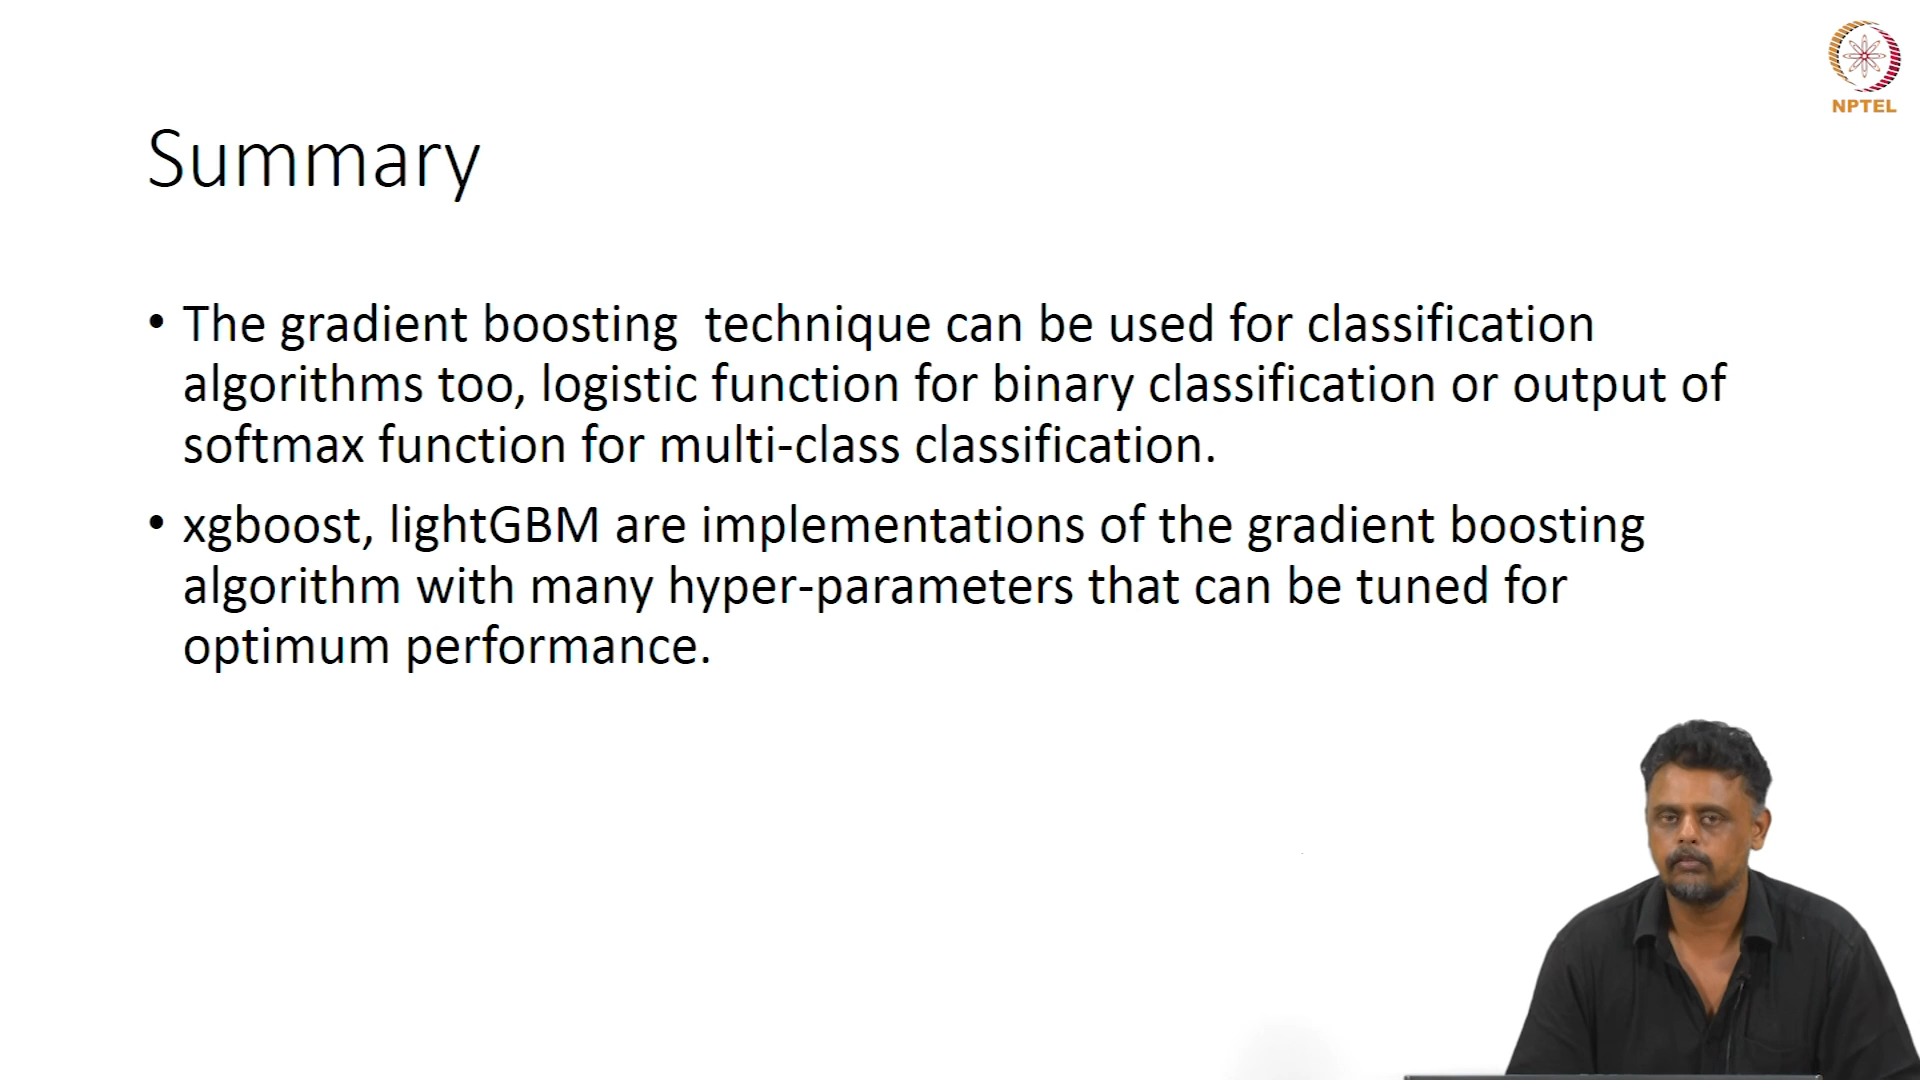 NPTEL
Summary
• The gradient boosting  technique can be used for classification
algorithms too, logistic function for binary classification or output of
softmax function for multi-class classification.
• xgboost, lightGBM are implementations of the gradient boosting
algorithm with many hyper-parameters that can be tuned for
optimum performance.